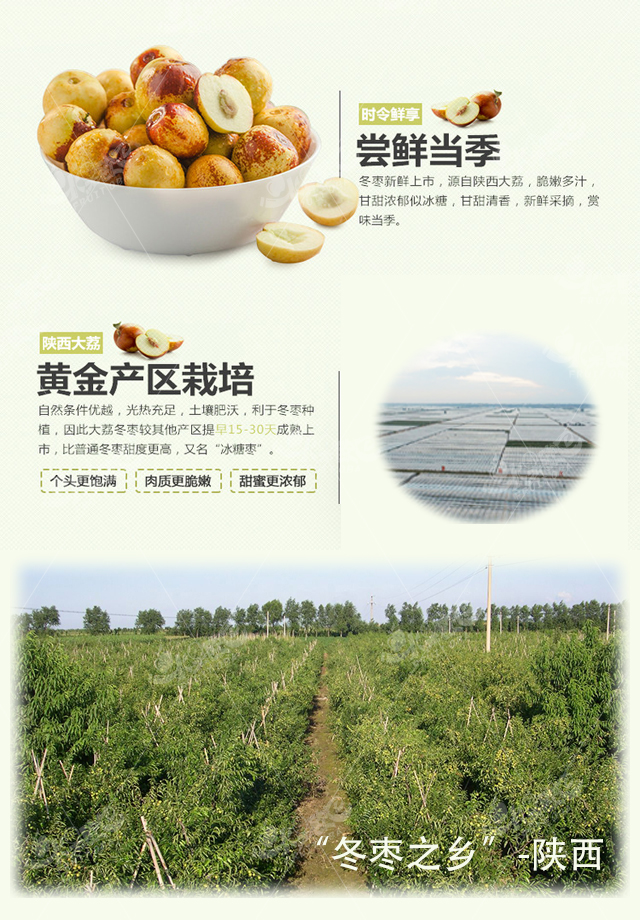 时令鲜享
尝鲜当季
冬枣新鲜上市，源自陕西大荔，脆嫩多汁，
甘甜浓郁似冰糖，甘甜清香，新鲜采摘，赏
味当季。
陕西大荔
黄金产区栽培
自然条件优越，光热充足，土壤肥沃，利于冬枣种
植，因此大荔冬枣较其他产区提早15-30天成熟上
市，比普通冬枣甜度更高，又名“冰糖枣”。
个头更饱满 肉质更脆嫩 甜蜜更浓郁
“冬枣之乡”-陕西